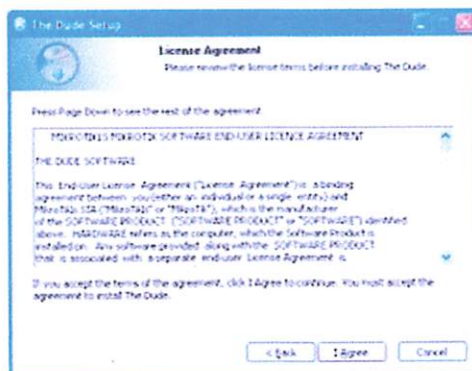 The Dude Setup
License Agreement
Please review the license terms before installing The Dude.
Press Page Down to see the rest of the agreement.
MIKROTIKLS MIKROTIK SOFTWARE END-USER LICENCE AGREEMENT
THE DUDE SOFTWARE
This End-User License Agreement ("License Agreement") is a binding
agreement between you (either an individual or a single entity) and
MikroTikls SIA ("MikroTikls" or "MikroTik"), which is the manufacturer
of the SOFTWARE PRODUCT ("SOFTWARE PRODUCT" or "SOFTWARE") identified
above. HARDWARE refers as the computer, which the Software Product is
installed on. Any software provided along with the SOFTWARE PRODUCT
that is associated with a separate end-user License Agreement is
If you accept the terms of the agreement, click I Agree to continue. You must accept the
agreement to install The Dude.
< Back I Agree Cancel